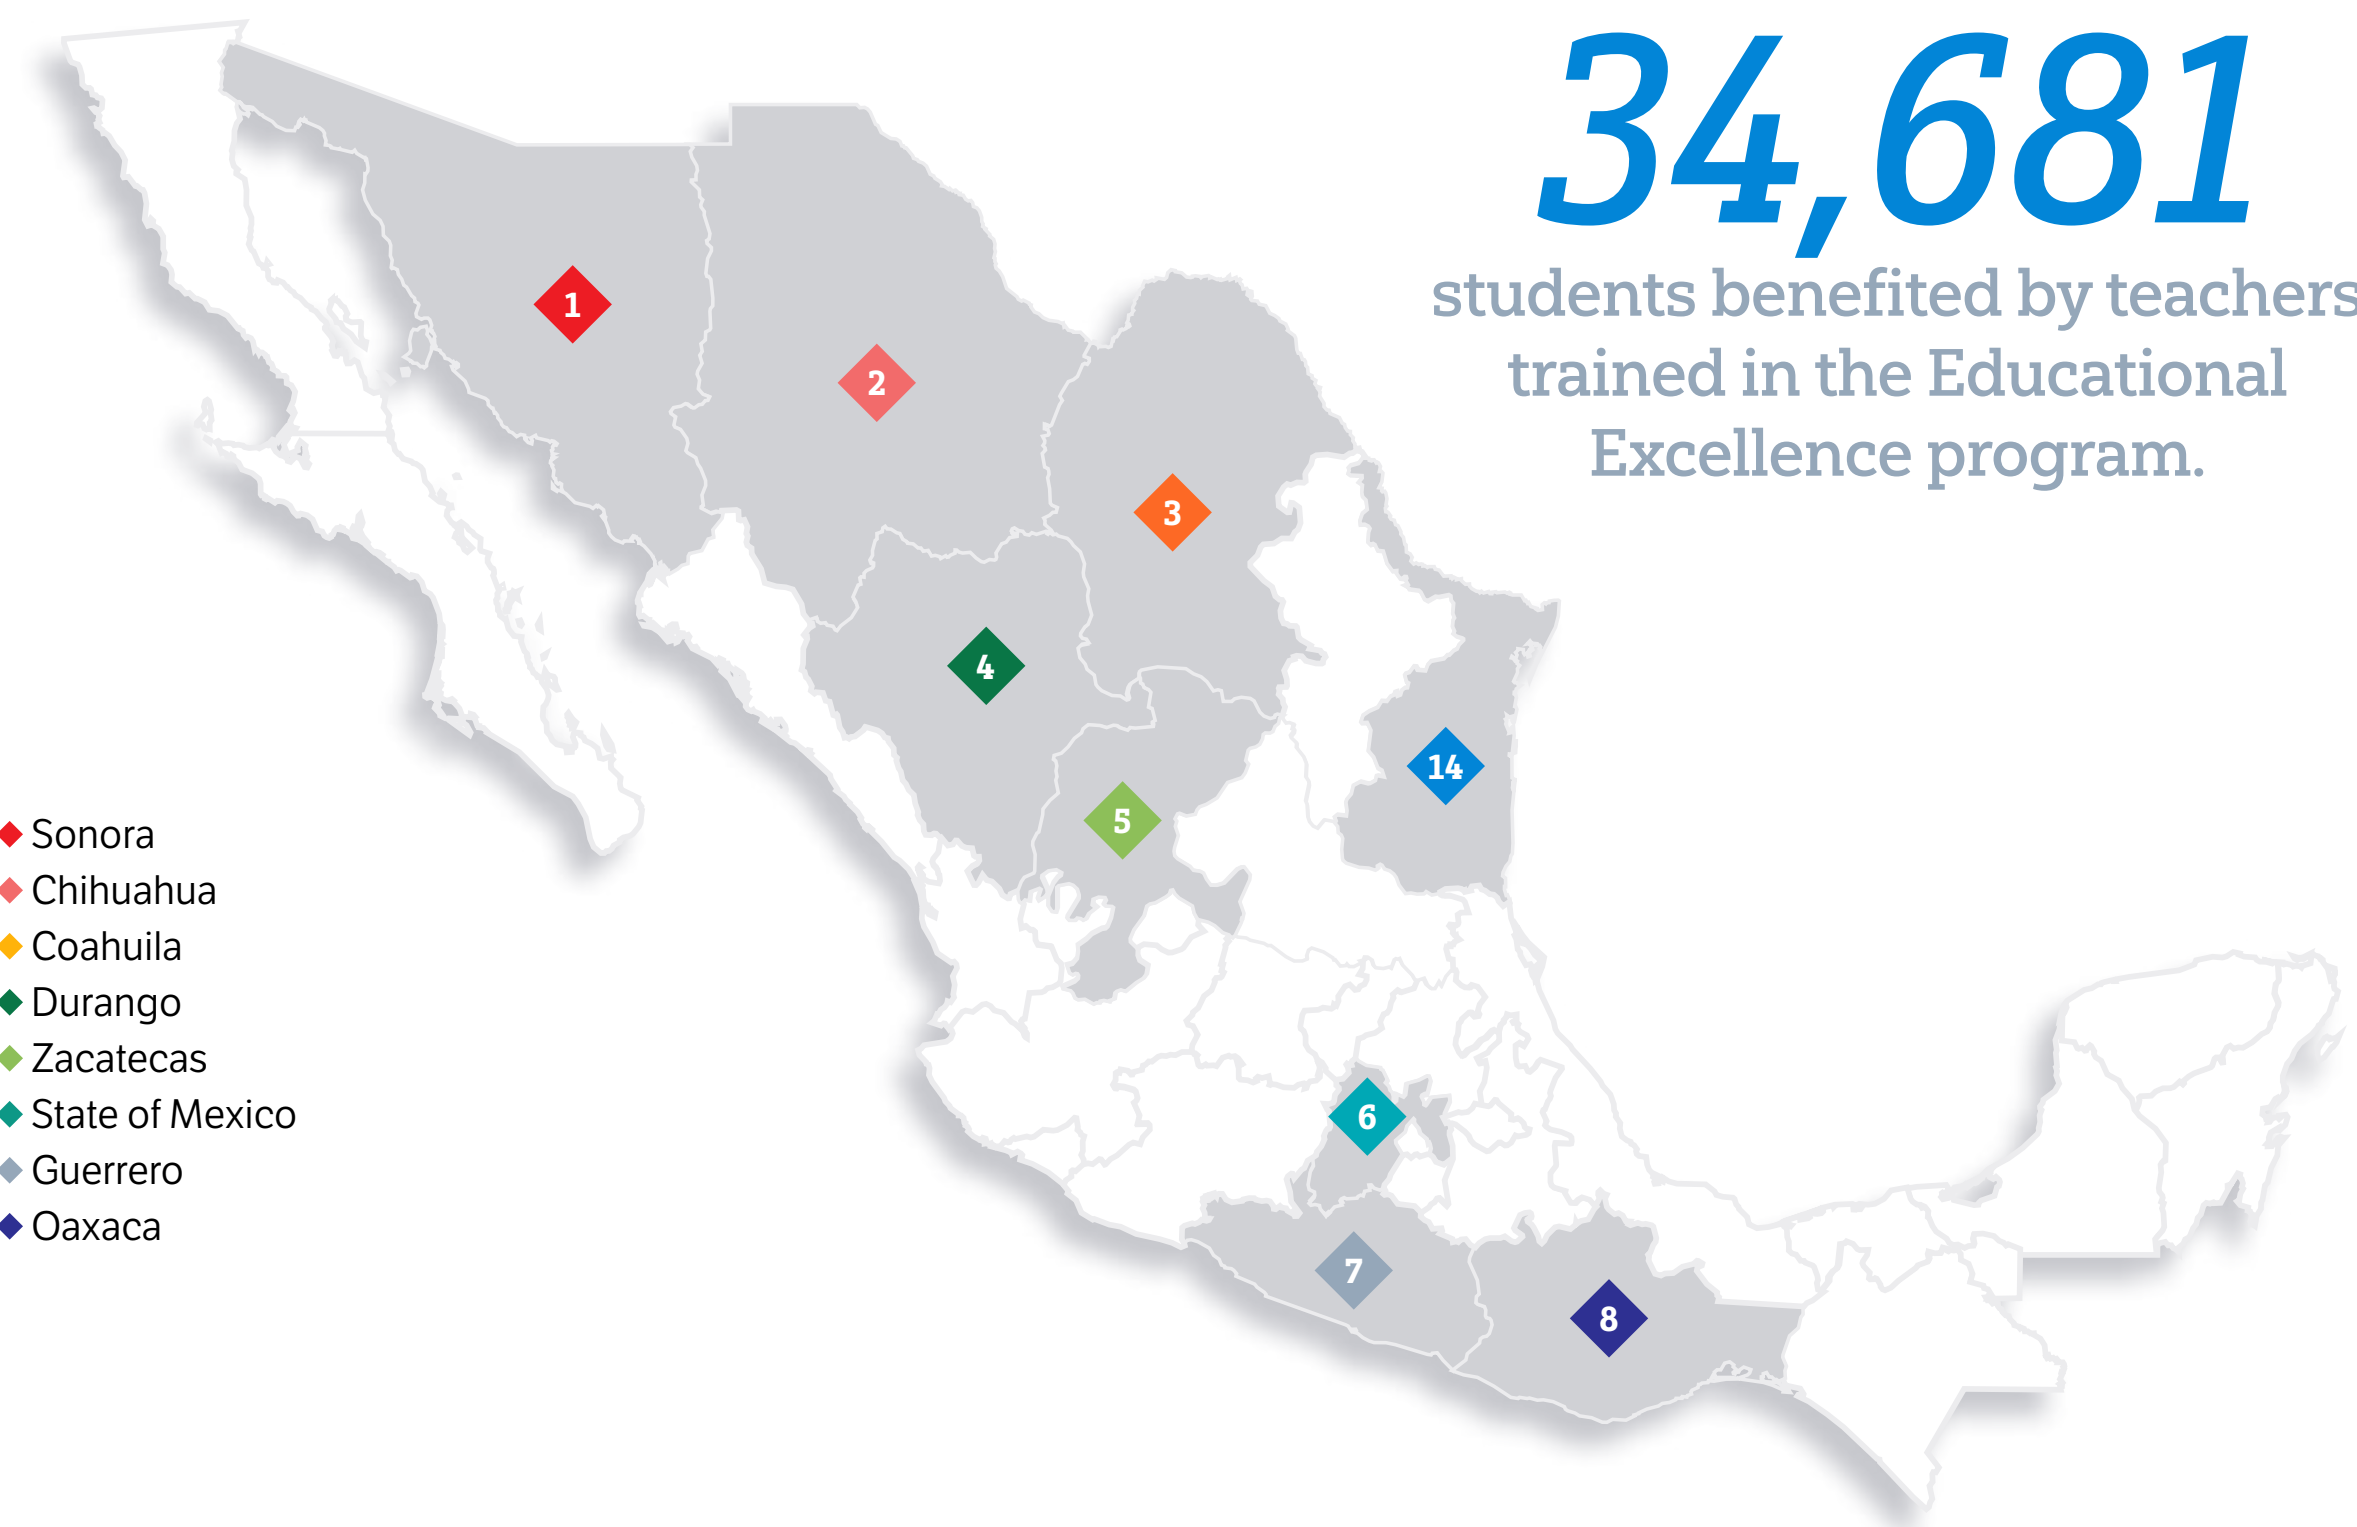 34,681
students benefited by teachers
trained in the Educational
Excellence program.
1
2
3
4
14
5
6
7
8
Sonora
Chihuahua
Coahuila
Durango
Zacatecas
State of Mexico
Guerrero
Oaxaca